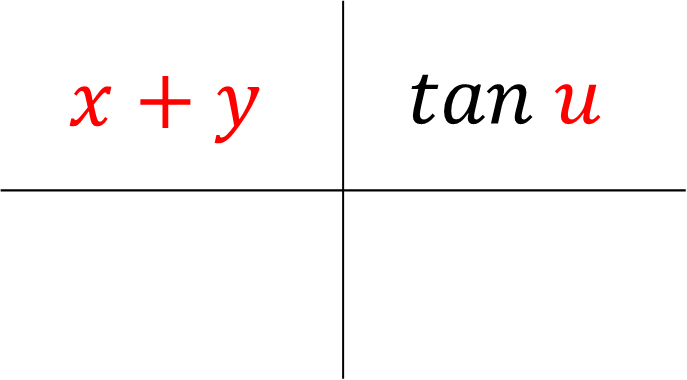 x + y
tan u